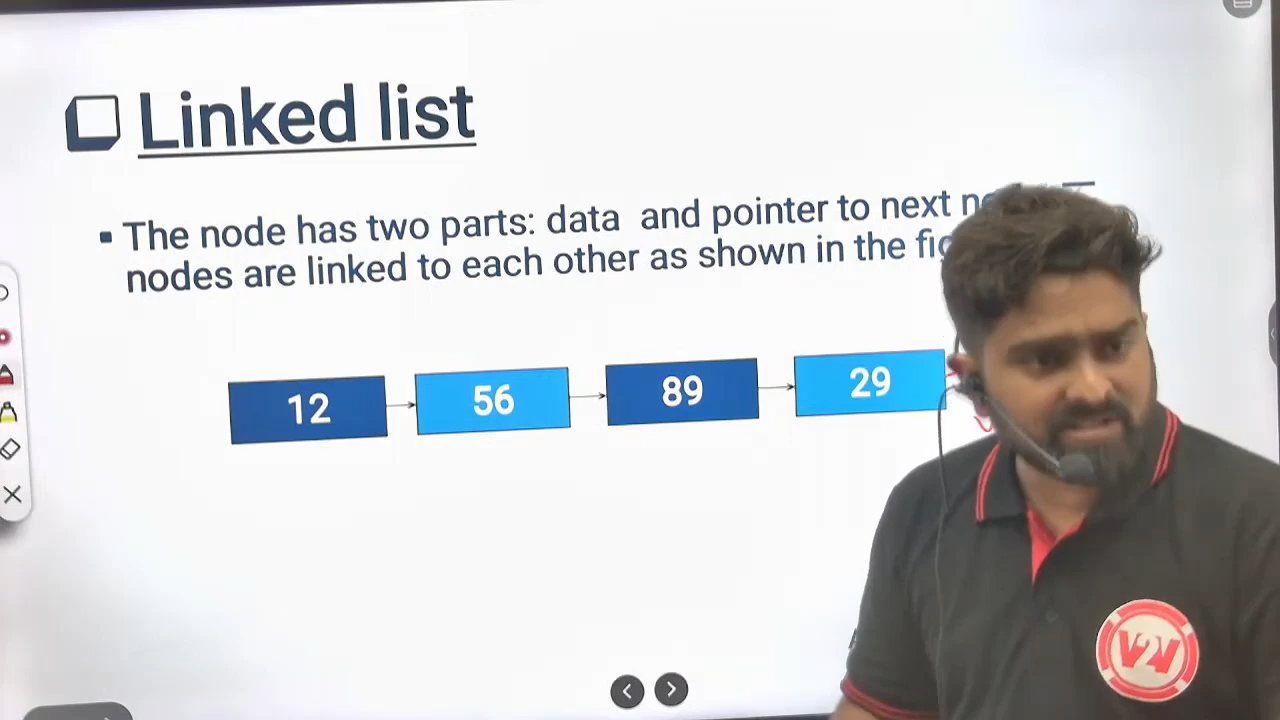 Linked list
The node has two parts: data and pointer to next
nodes are linked to each other as shown in the
12
56
89
29
V2V